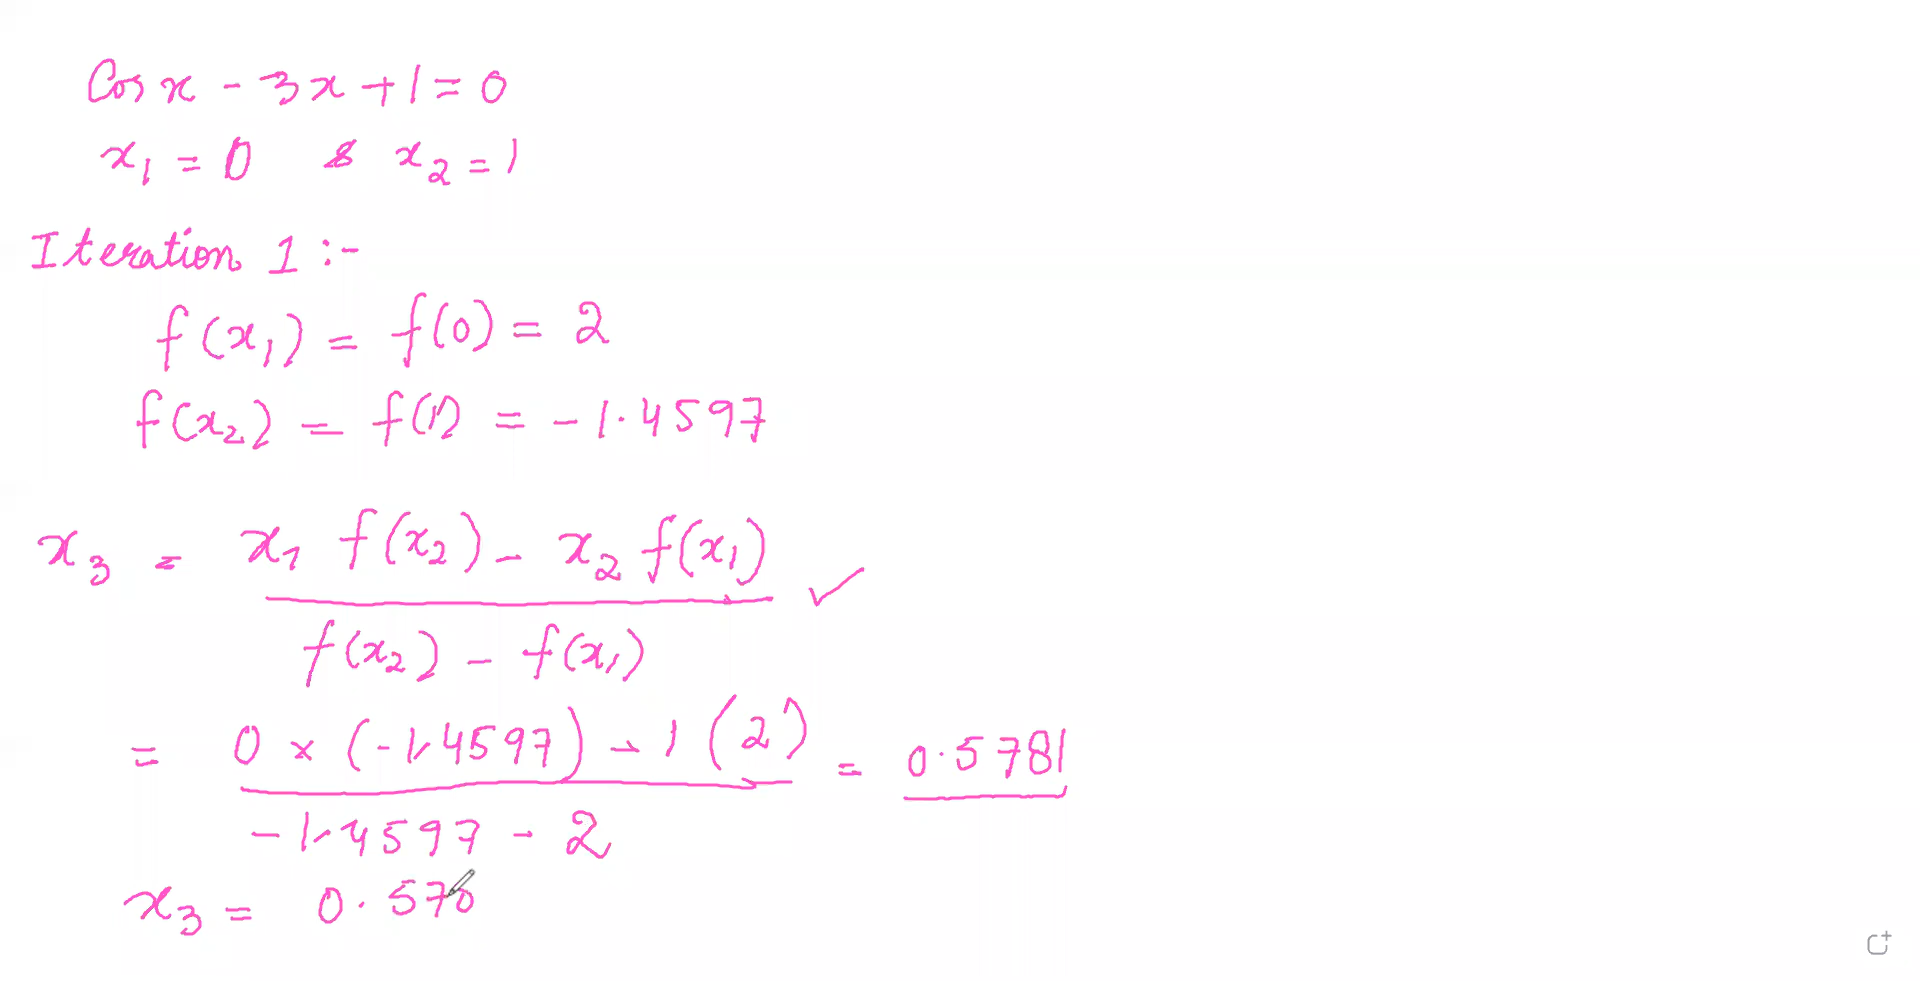 Cos x - 3x + 1 = 0
x₁ = 0 & x₂ = 1
Iteration 1 :-
f(x₁) = f(0) = 2
f(x₂) = f(1) = -1.4597
x₃ = x₁ f(x₂) - x₂ f(x₁) ✓
f(x₂) - f(x₁)
= 0 × (-1.4597) - 1 (2) = 0.5781
-1.4597 - 2
x₃ = 0.578